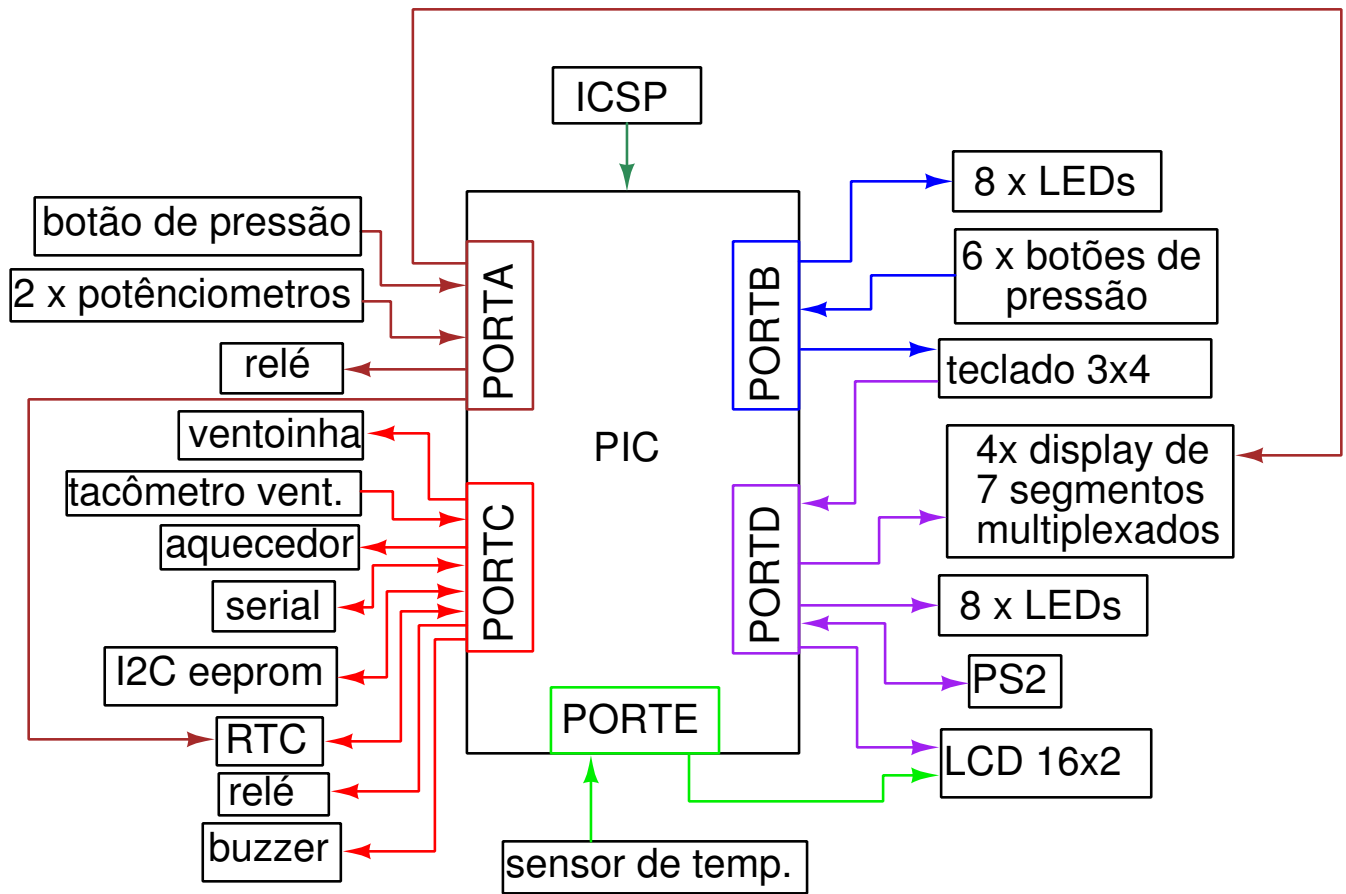 ICSP
botão de pressão
2 x potênciometros
relé
ventoinha
tacômetro vent.
aquecedor
serial
I2C eeprom
RTC
relé
buzzer
PORTA
PORTC
PIC
PORTE
sensor de temp.
PORTB
PORTD
8 x LEDs
6 x botões de
pressão
teclado 3x4
4x display de
7 segmentos
multiplexados
8 x LEDs
PS2
LCD 16x2